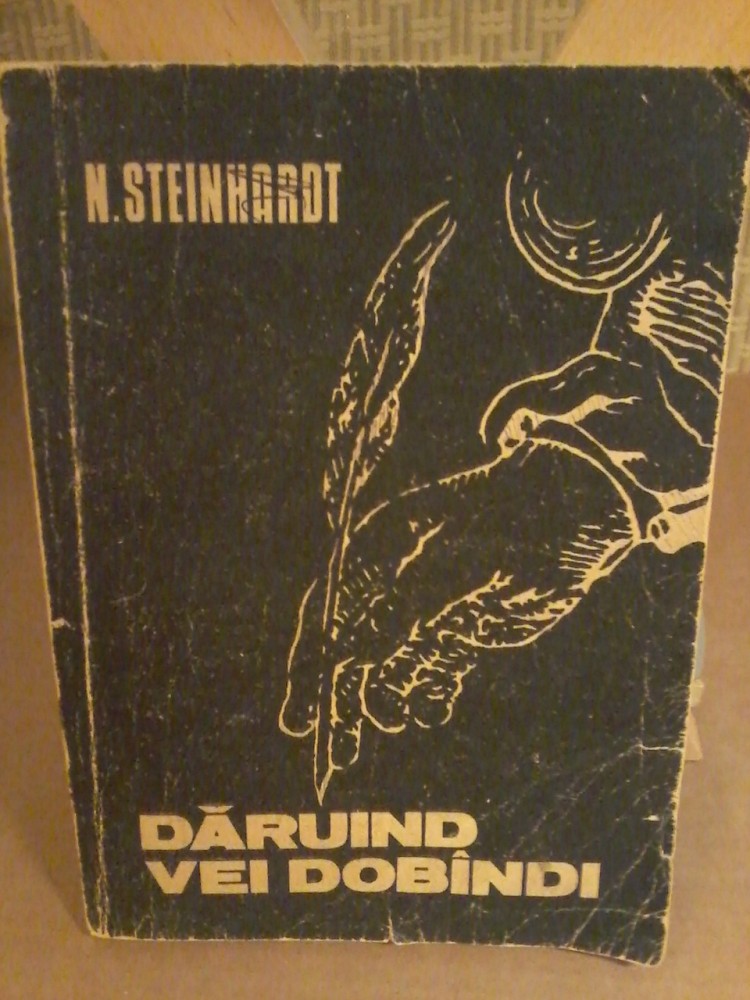 N. STEINHARDT
DĂRUIND
VEI DOBÎNDI